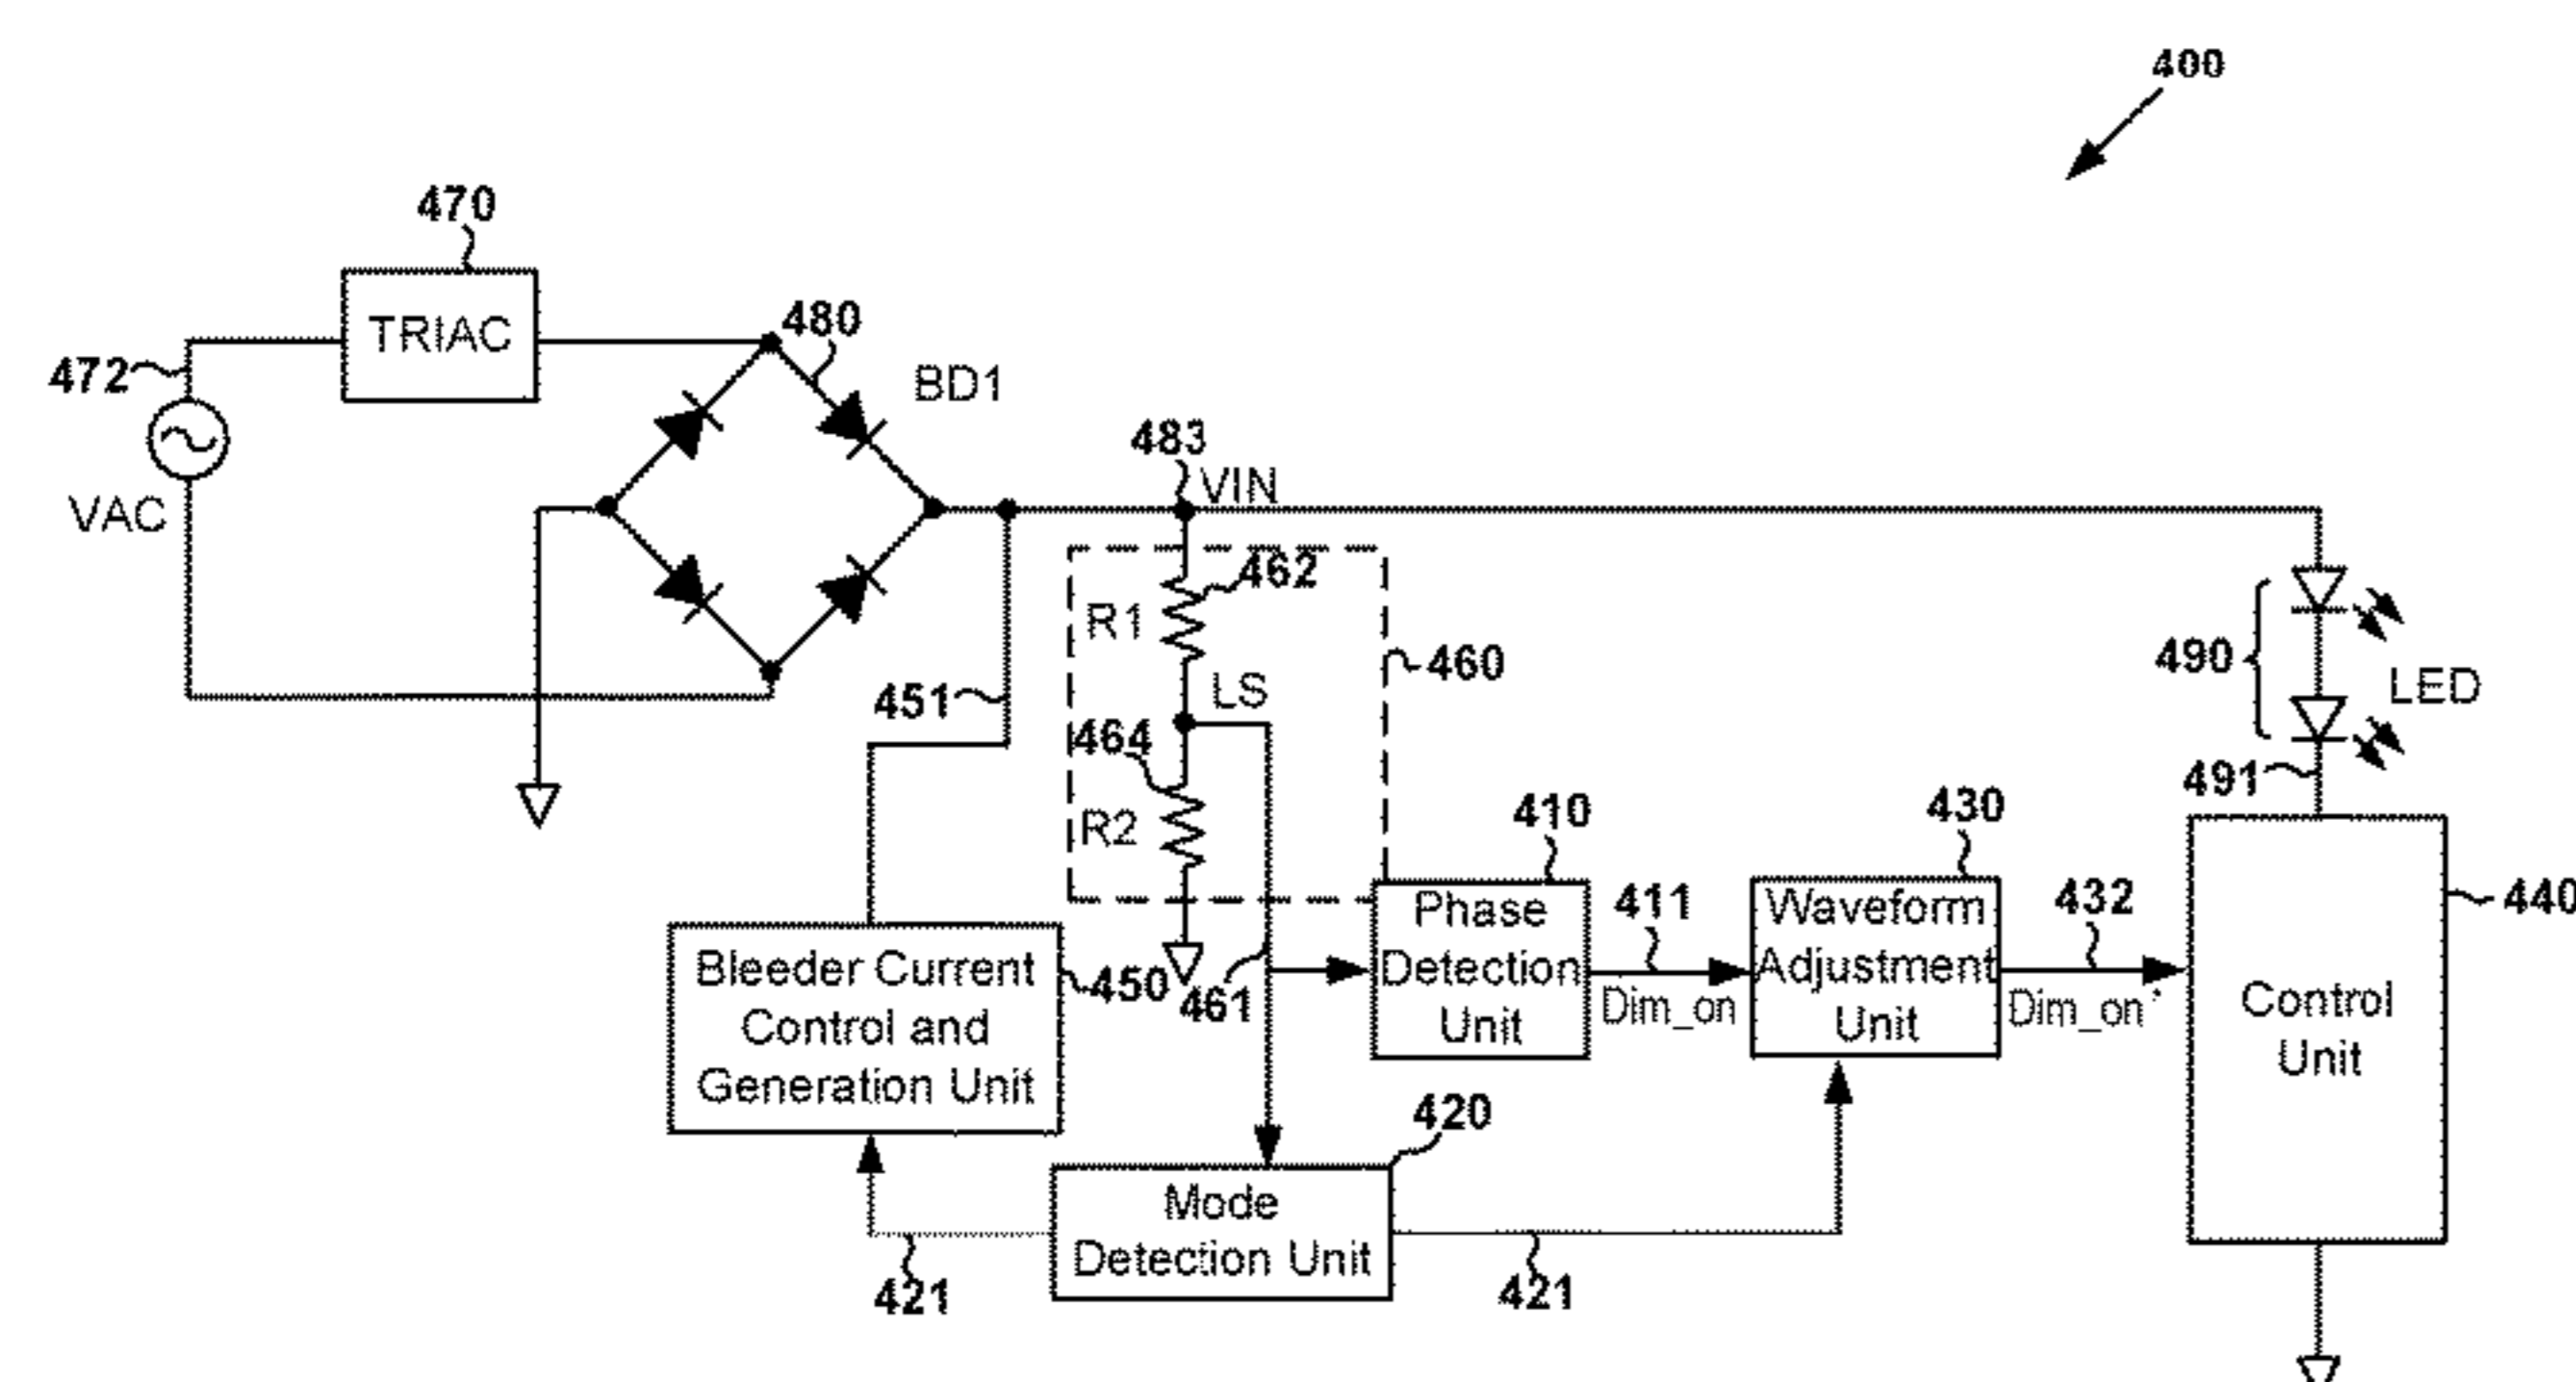 400
470
TRIAC
480
472
BD1
483
VIN
VAC
462
R1
460
490
LED
451
LS
464
491
R2
410
430
411
432
440
Phase
Detection
Unit
Waveform
Adjustment
Unit
Bleeder Current
Control and
Generation Unit
450
461
Dim_on
Dim_on'
Control
Unit
420
Mode
Detection Unit
421
421